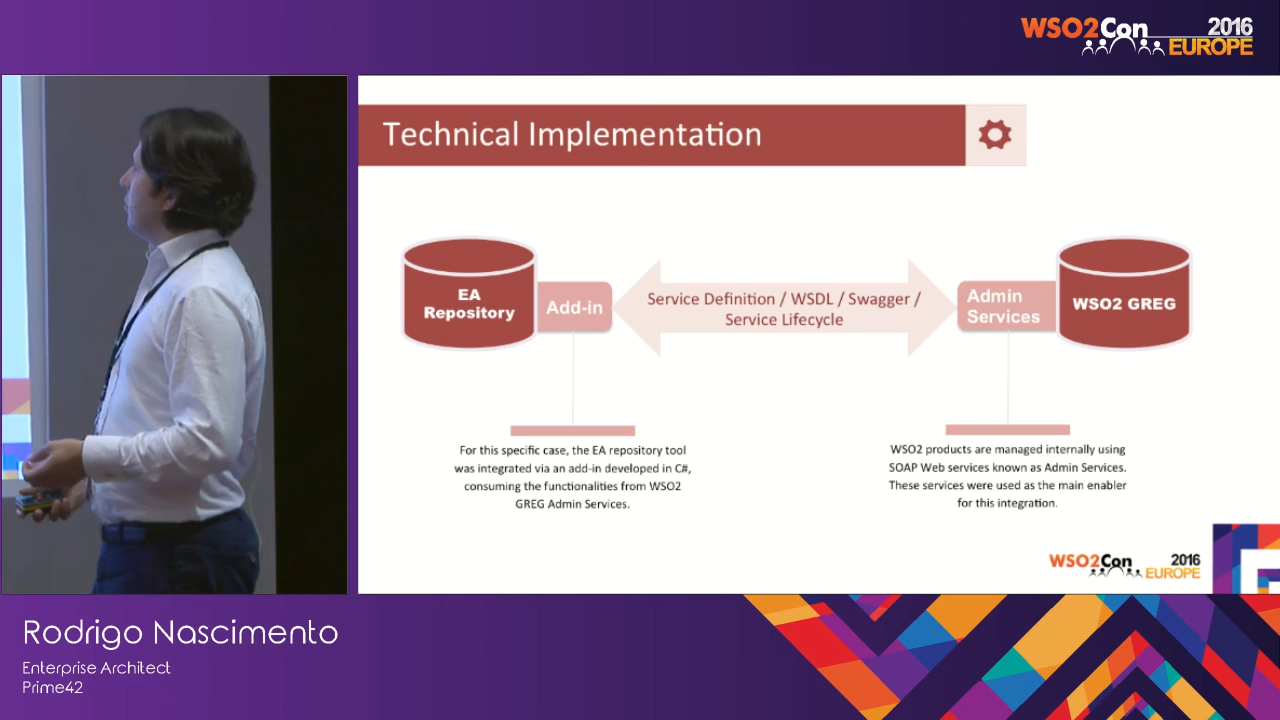 WSO2Con 2016
EUROPE
Technical Implementation
EA
Repository
Add-in
Service Definition / WSDL / Swagger /
Service Lifecycle
Admin
Services
WSO2 GREG
For this specific case, the EA repository tool
was integrated via an add-in developed in C#,
consuming the functionalities from WSO2
GREG Admin Services.
WSO2 products are managed internally using
SOAP Web services known as Admin Services.
These services were used as the main enabler
for this integration.
WSO2Con 2016
EUROPE
Rodrigo Nascimento
Enterprise Architect
Prime42